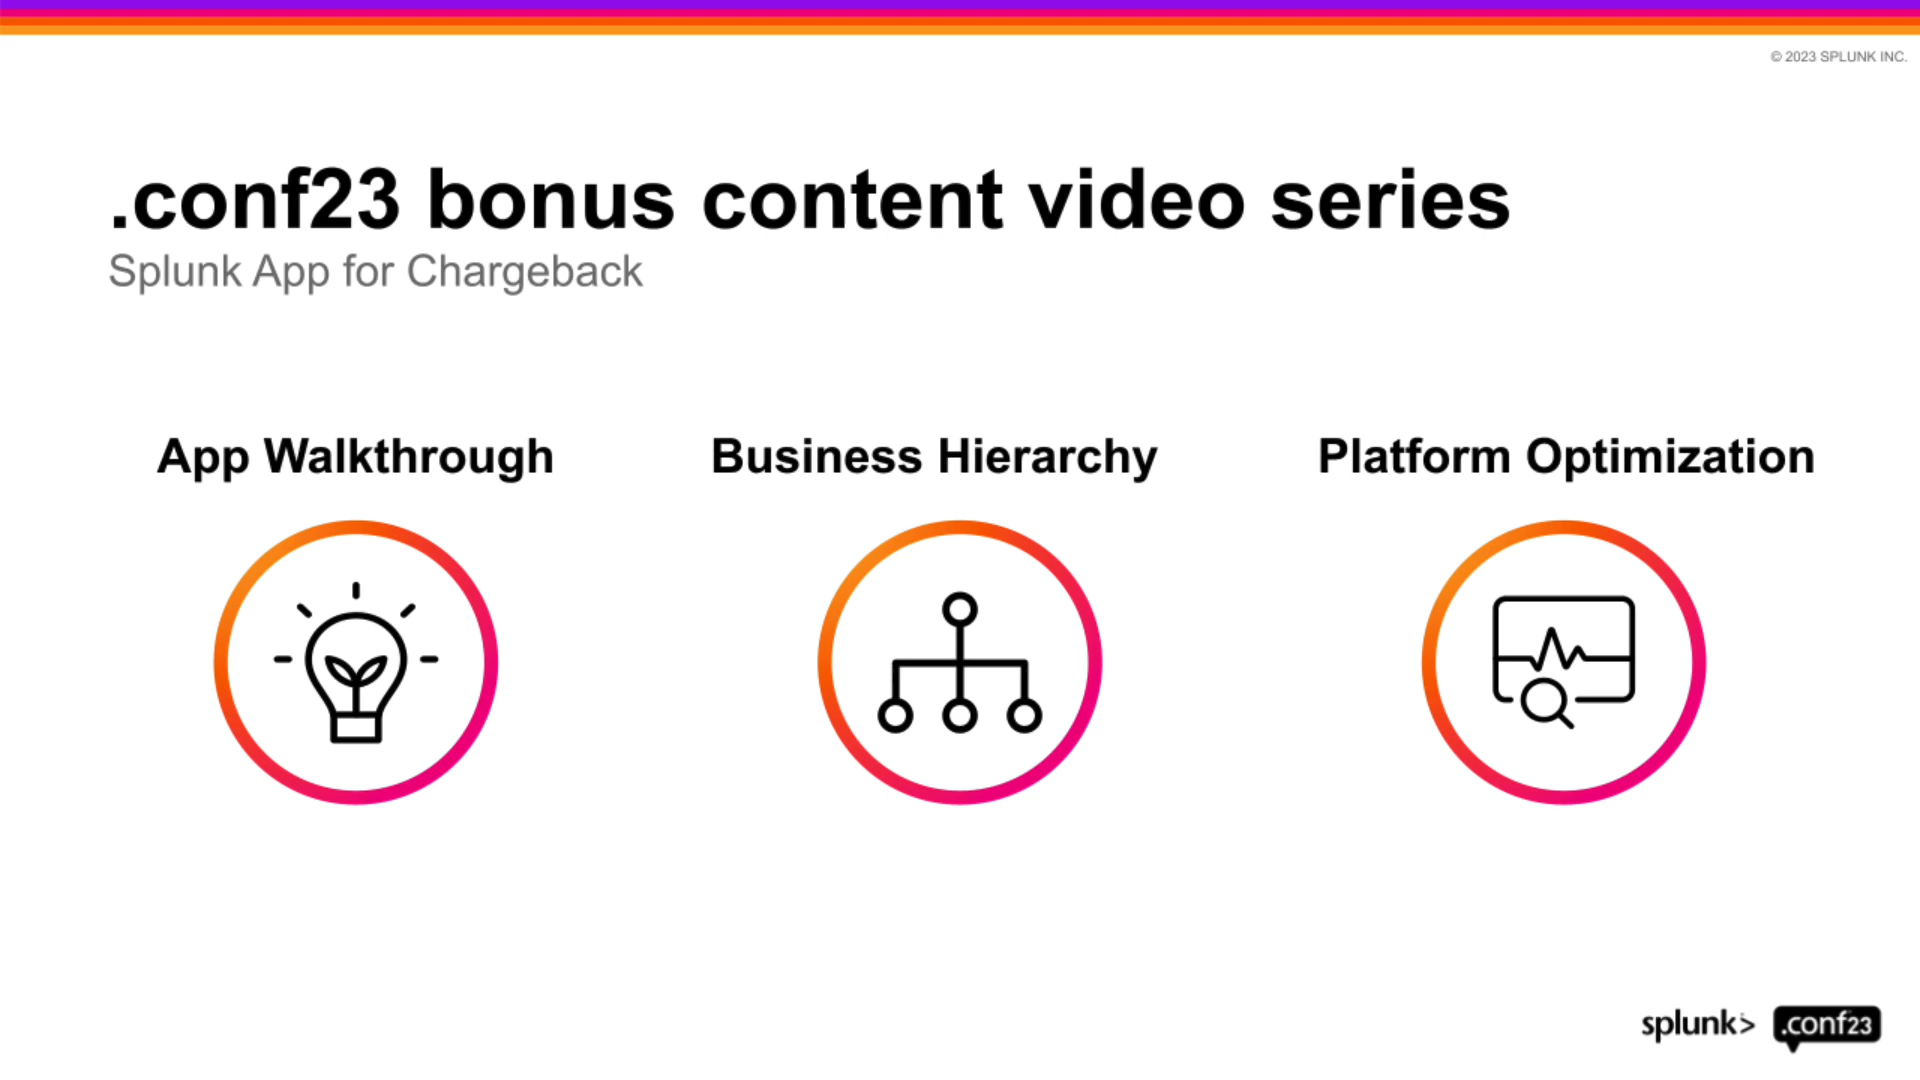 © 2023 SPLUNK INC.
.conf23 bonus content video series
Splunk App for Chargeback
App Walkthrough
Business Hierarchy
Platform Optimization
splunk> .conf23